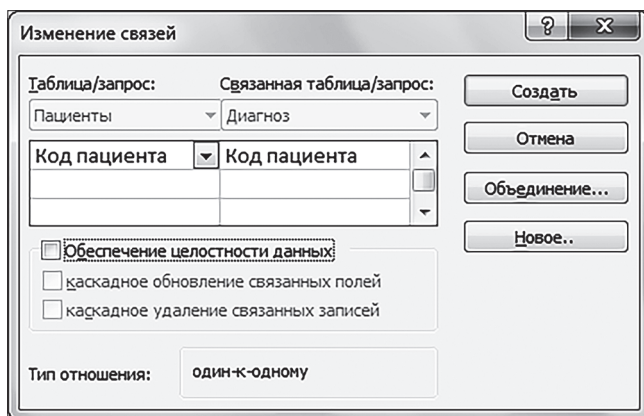 Изменение связей
?
Таблица/запрос: Связанная таблица/запрос:
Пациенты Диагноз
Код пациента Код пациента
Обеспечение целостности данных
каскадное обновление связанных полей
каскадное удаление связанных записей
Тип отношения: один-к-одному
Создать
Отмена
Объединение...
Новое..